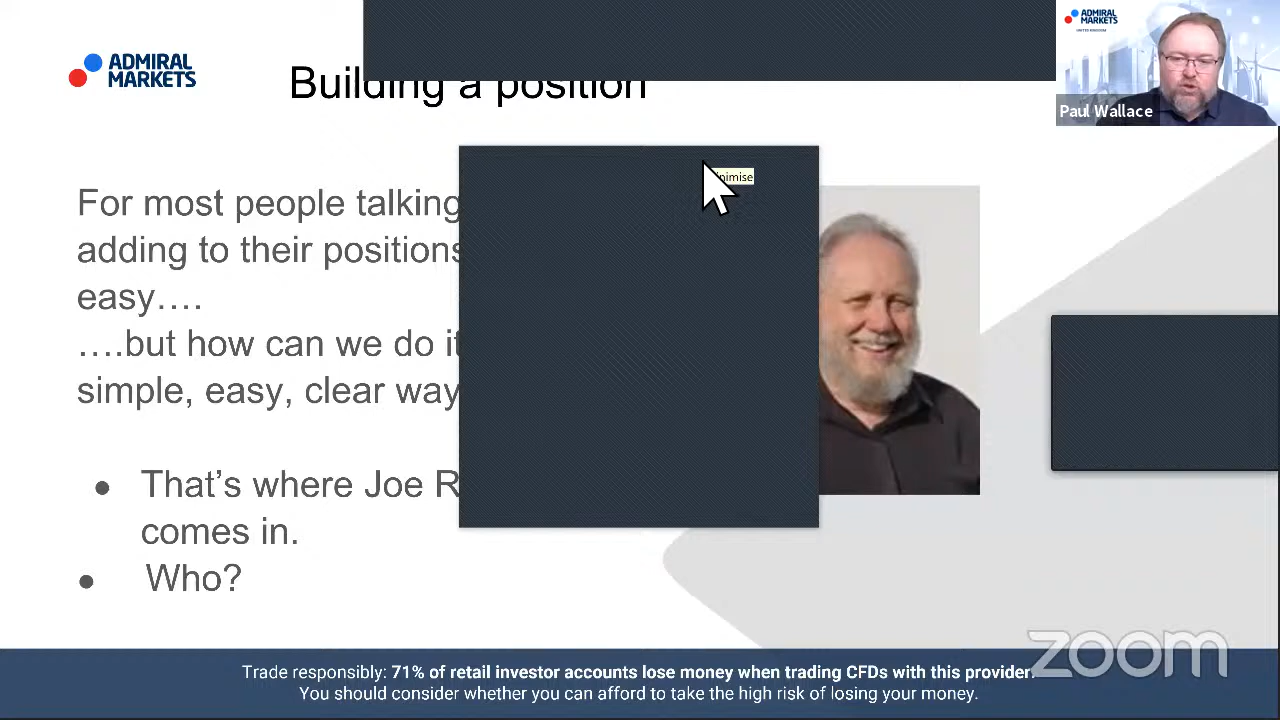 ADMIRAL
MARKETS
Building a position
ADMIRAL
MARKETS
UNITED KINGDOM
Paul Wallace
For most people talking
adding to their positions
easy….
….but how can we do it
simple, easy, clear way
● That’s where Joe R
comes in.
● Who?
Trade responsibly: 71% of retail investor accounts lose money when trading CFDs with this provider.
You should consider whether you can afford to take the high risk of losing your money.
zoom